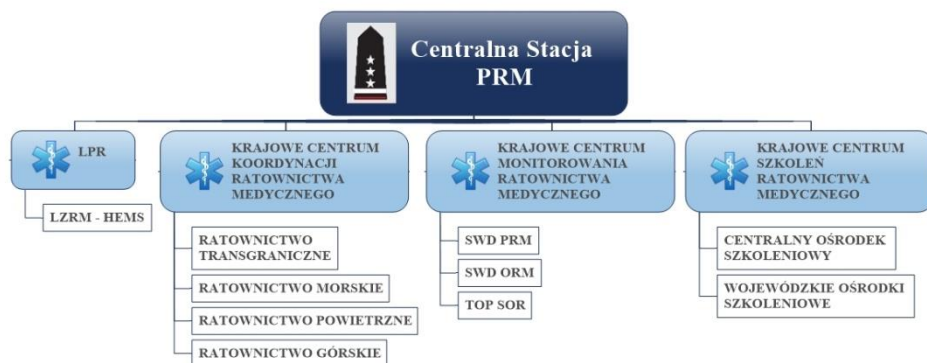 Centralna Stacja
PRM
LPR
LZRM - HEMS
KRAJOWE CENTRUM
KOORDYNACJI
RATOWNICTWA
MEDYCZNEGO
RATOWNICTWO
TRANSGRANICZNE
RATOWNICTWO MORSKIE
RATOWNICTWO POWIETRZNE
RATOWNICTWO GÓRSKIE
KRAJOWE CENTRUM
MONITOROWANIA
RATOWNICTWA
MEDYCZNEGO
SWD PRM
SWD ORM
TOP SOR
KRAJOWE CENTRUM
SZKOLEŃ
RATOWNICTWA
MEDYCZNEGO
CENTRALNY OŚRODEK
SZKOLENIOWY
WOJEWÓDZKIE OŚRODKI
SZKOLENIOWE